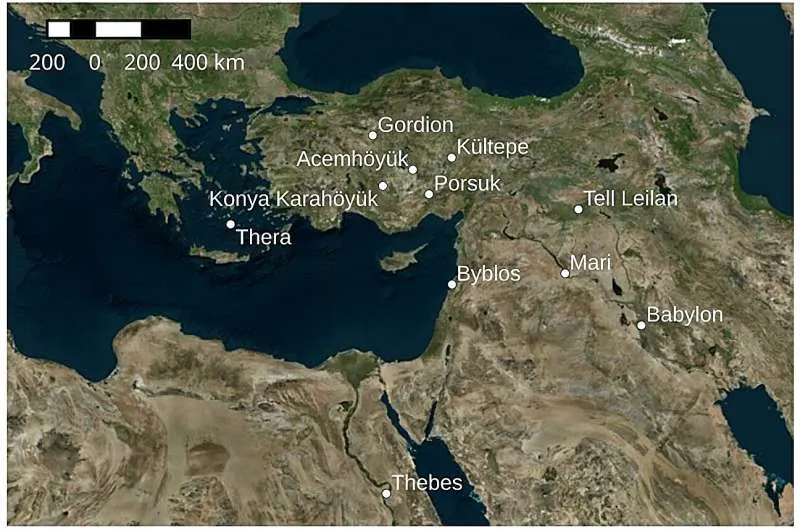 200 0 200 400 km
Gordion
Kültepe
Acemhöyük
Porsuk
Konya Karahöyük
Tell Leilan
Thera
Mari
Byblos
Babylon
Thebes